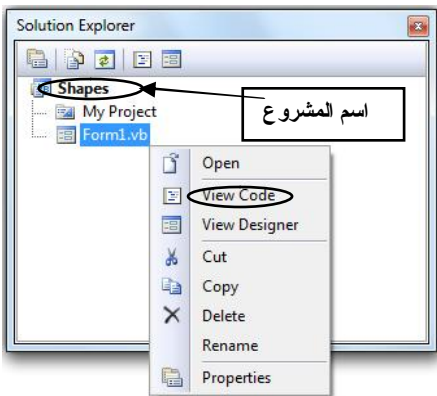 Solution Explorer
Shapes
My Project
اسم المشروع
Form1.vb
Open
View Code
View Designer
Cut
Copy
Delete
Rename
Properties